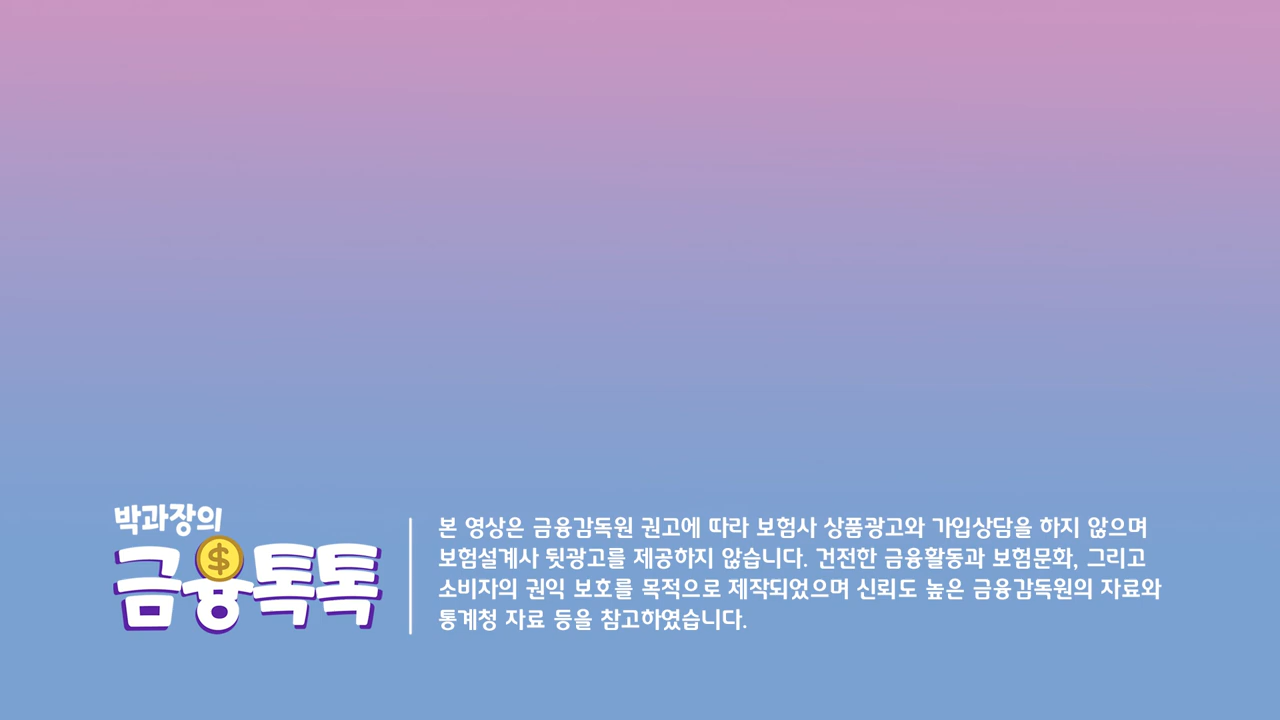 박과장의
금융톡톡
본 영상은 금융감독원 권고에 따라 보험사 상품광고와 가입상담을 하지 않으며
보험설계사 뒷광고를 제공하지 않습니다. 건전한 금융활동과 보험문화, 그리고
소비자의 권익 보호를 목적으로 제작되었으며 신뢰도 높은 금융감독원의 자료와
통계청 자료 등을 참고하였습니다.